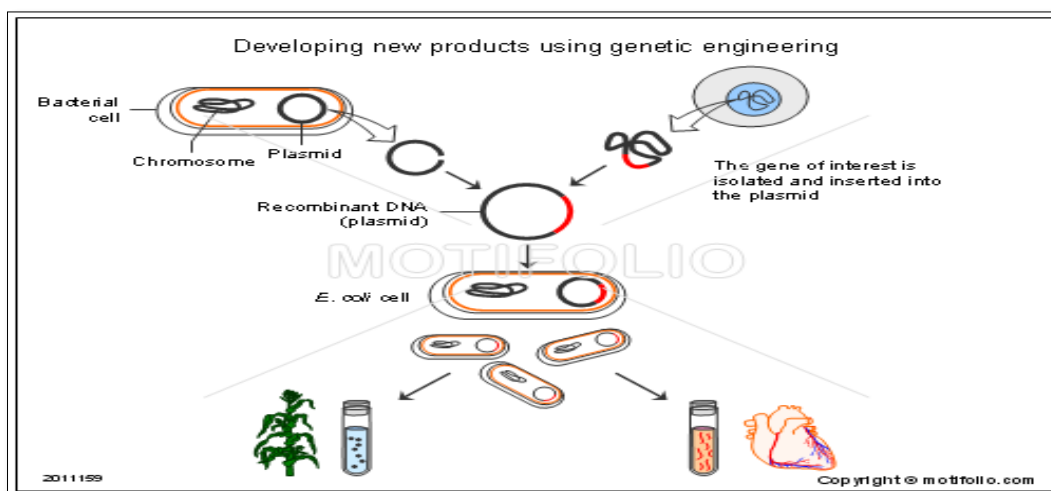 Developing new products using genetic engineering
Bacterial
cell
Chromosome
Plasmid
The gene of interest is
isolated and inserted into
the plasmid
Recombinant DNA
(plasmid)
MOTIFOLIO
E. coli cell
2011159
Copyright © motifolio.com